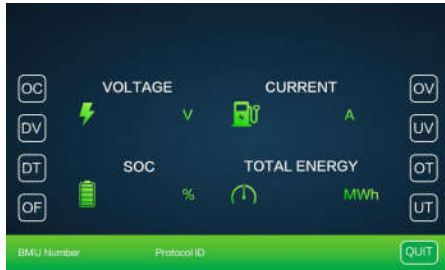 OC
VOLTAGE
CURRENT
OV
V
A
DV
UV
DT
SOC
TOTAL ENERGY
OT
%
MWh
OF
UT
BMU Number
Protocol ID
QUIT